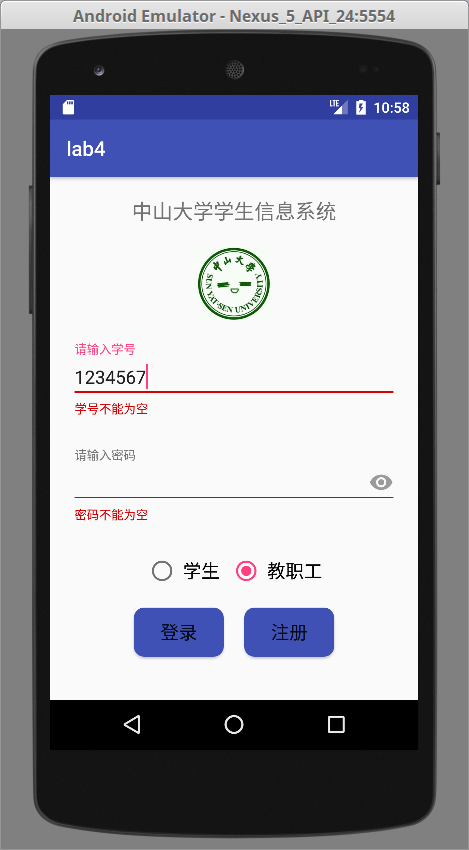 Android Emulator - Nexus_5_API_24:5554
LTE 10:58
lab4
中山大学学生信息系统
中山大学
SUN YAT-SEN UNIVERSITY
请输入学号
1234567
学号不能为空
请输入密码
密码不能为空
学生 教职工
登录 注册